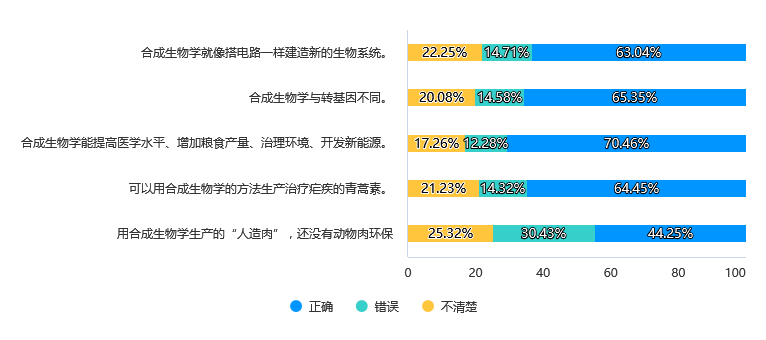 合成生物学就像搭电路一样建造新的生物系统。 22.25% 14.71% 63.04%
合成生物学与转基因不同。 20.08% 14.58% 65.35%
合成生物学能提高医学水平、增加粮食产量、治理环境、开发新能源。 17.26% 12.28% 70.46%
可以用合成生物学的方法生产治疗疟疾的青蒿素。 21.23% 14.32% 64.45%
用合成生物学生产的“人造肉”，还没有动物肉环保 25.32% 30.43% 44.25%
0 20 40 60 80 100
正确 错误 不清楚